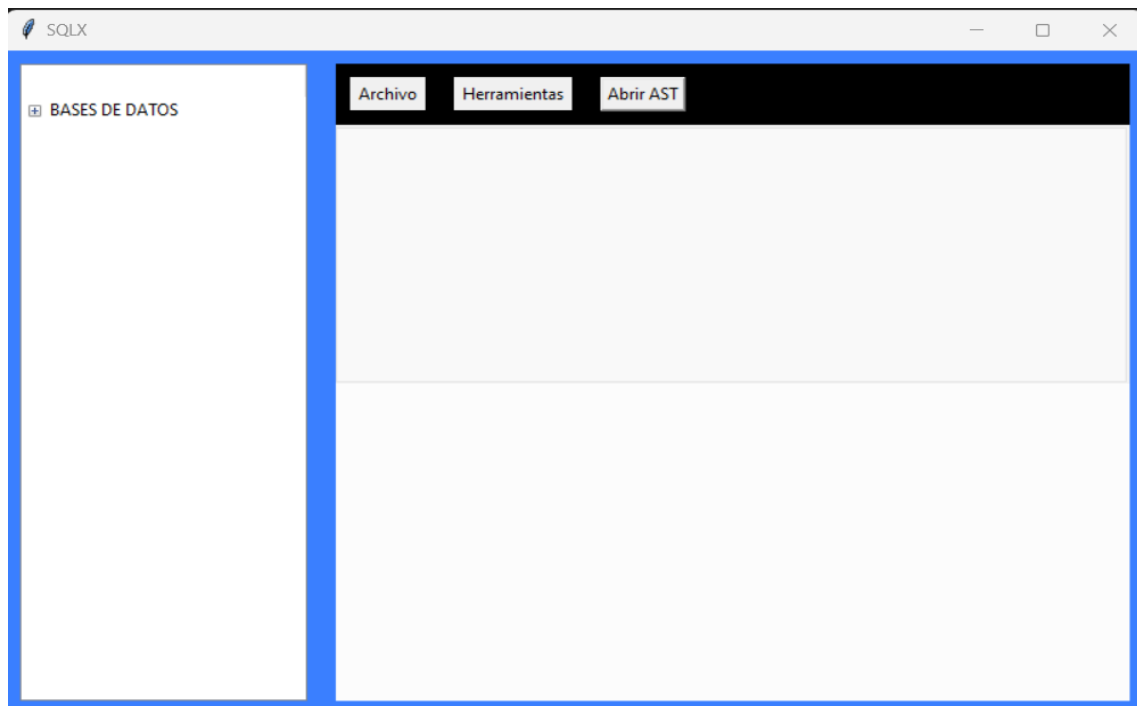 SQLX
BASES DE DATOS
Archivo
Herramientas
Abrir AST